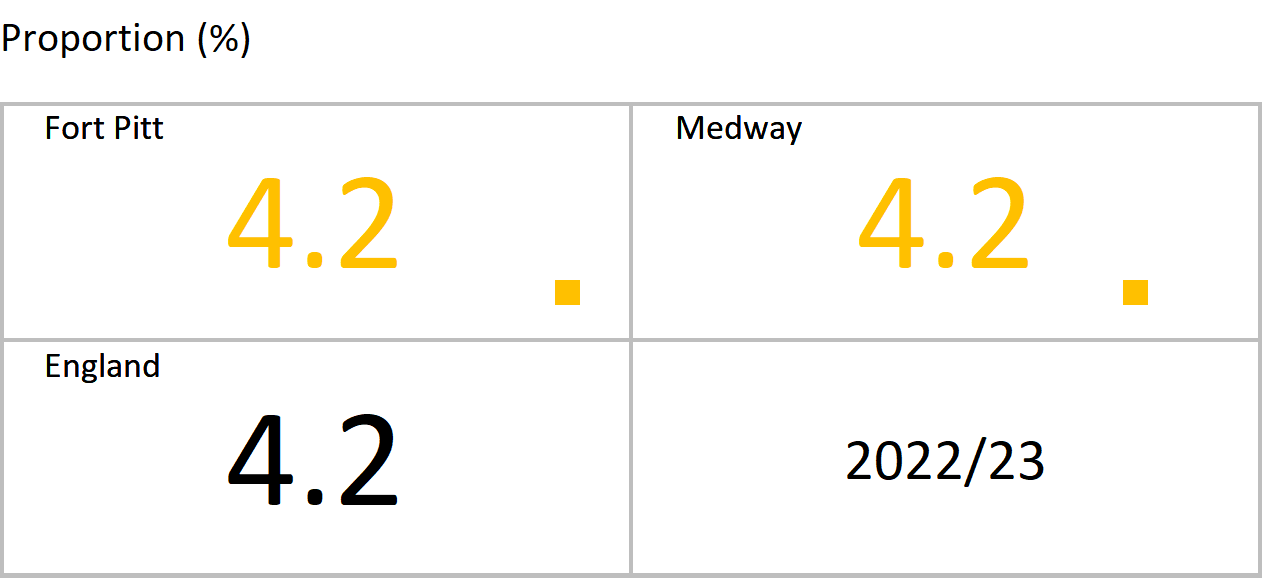 Proportion (%)
Fort Pitt
Medway
4.2
4.2
England
4.2
2022/23